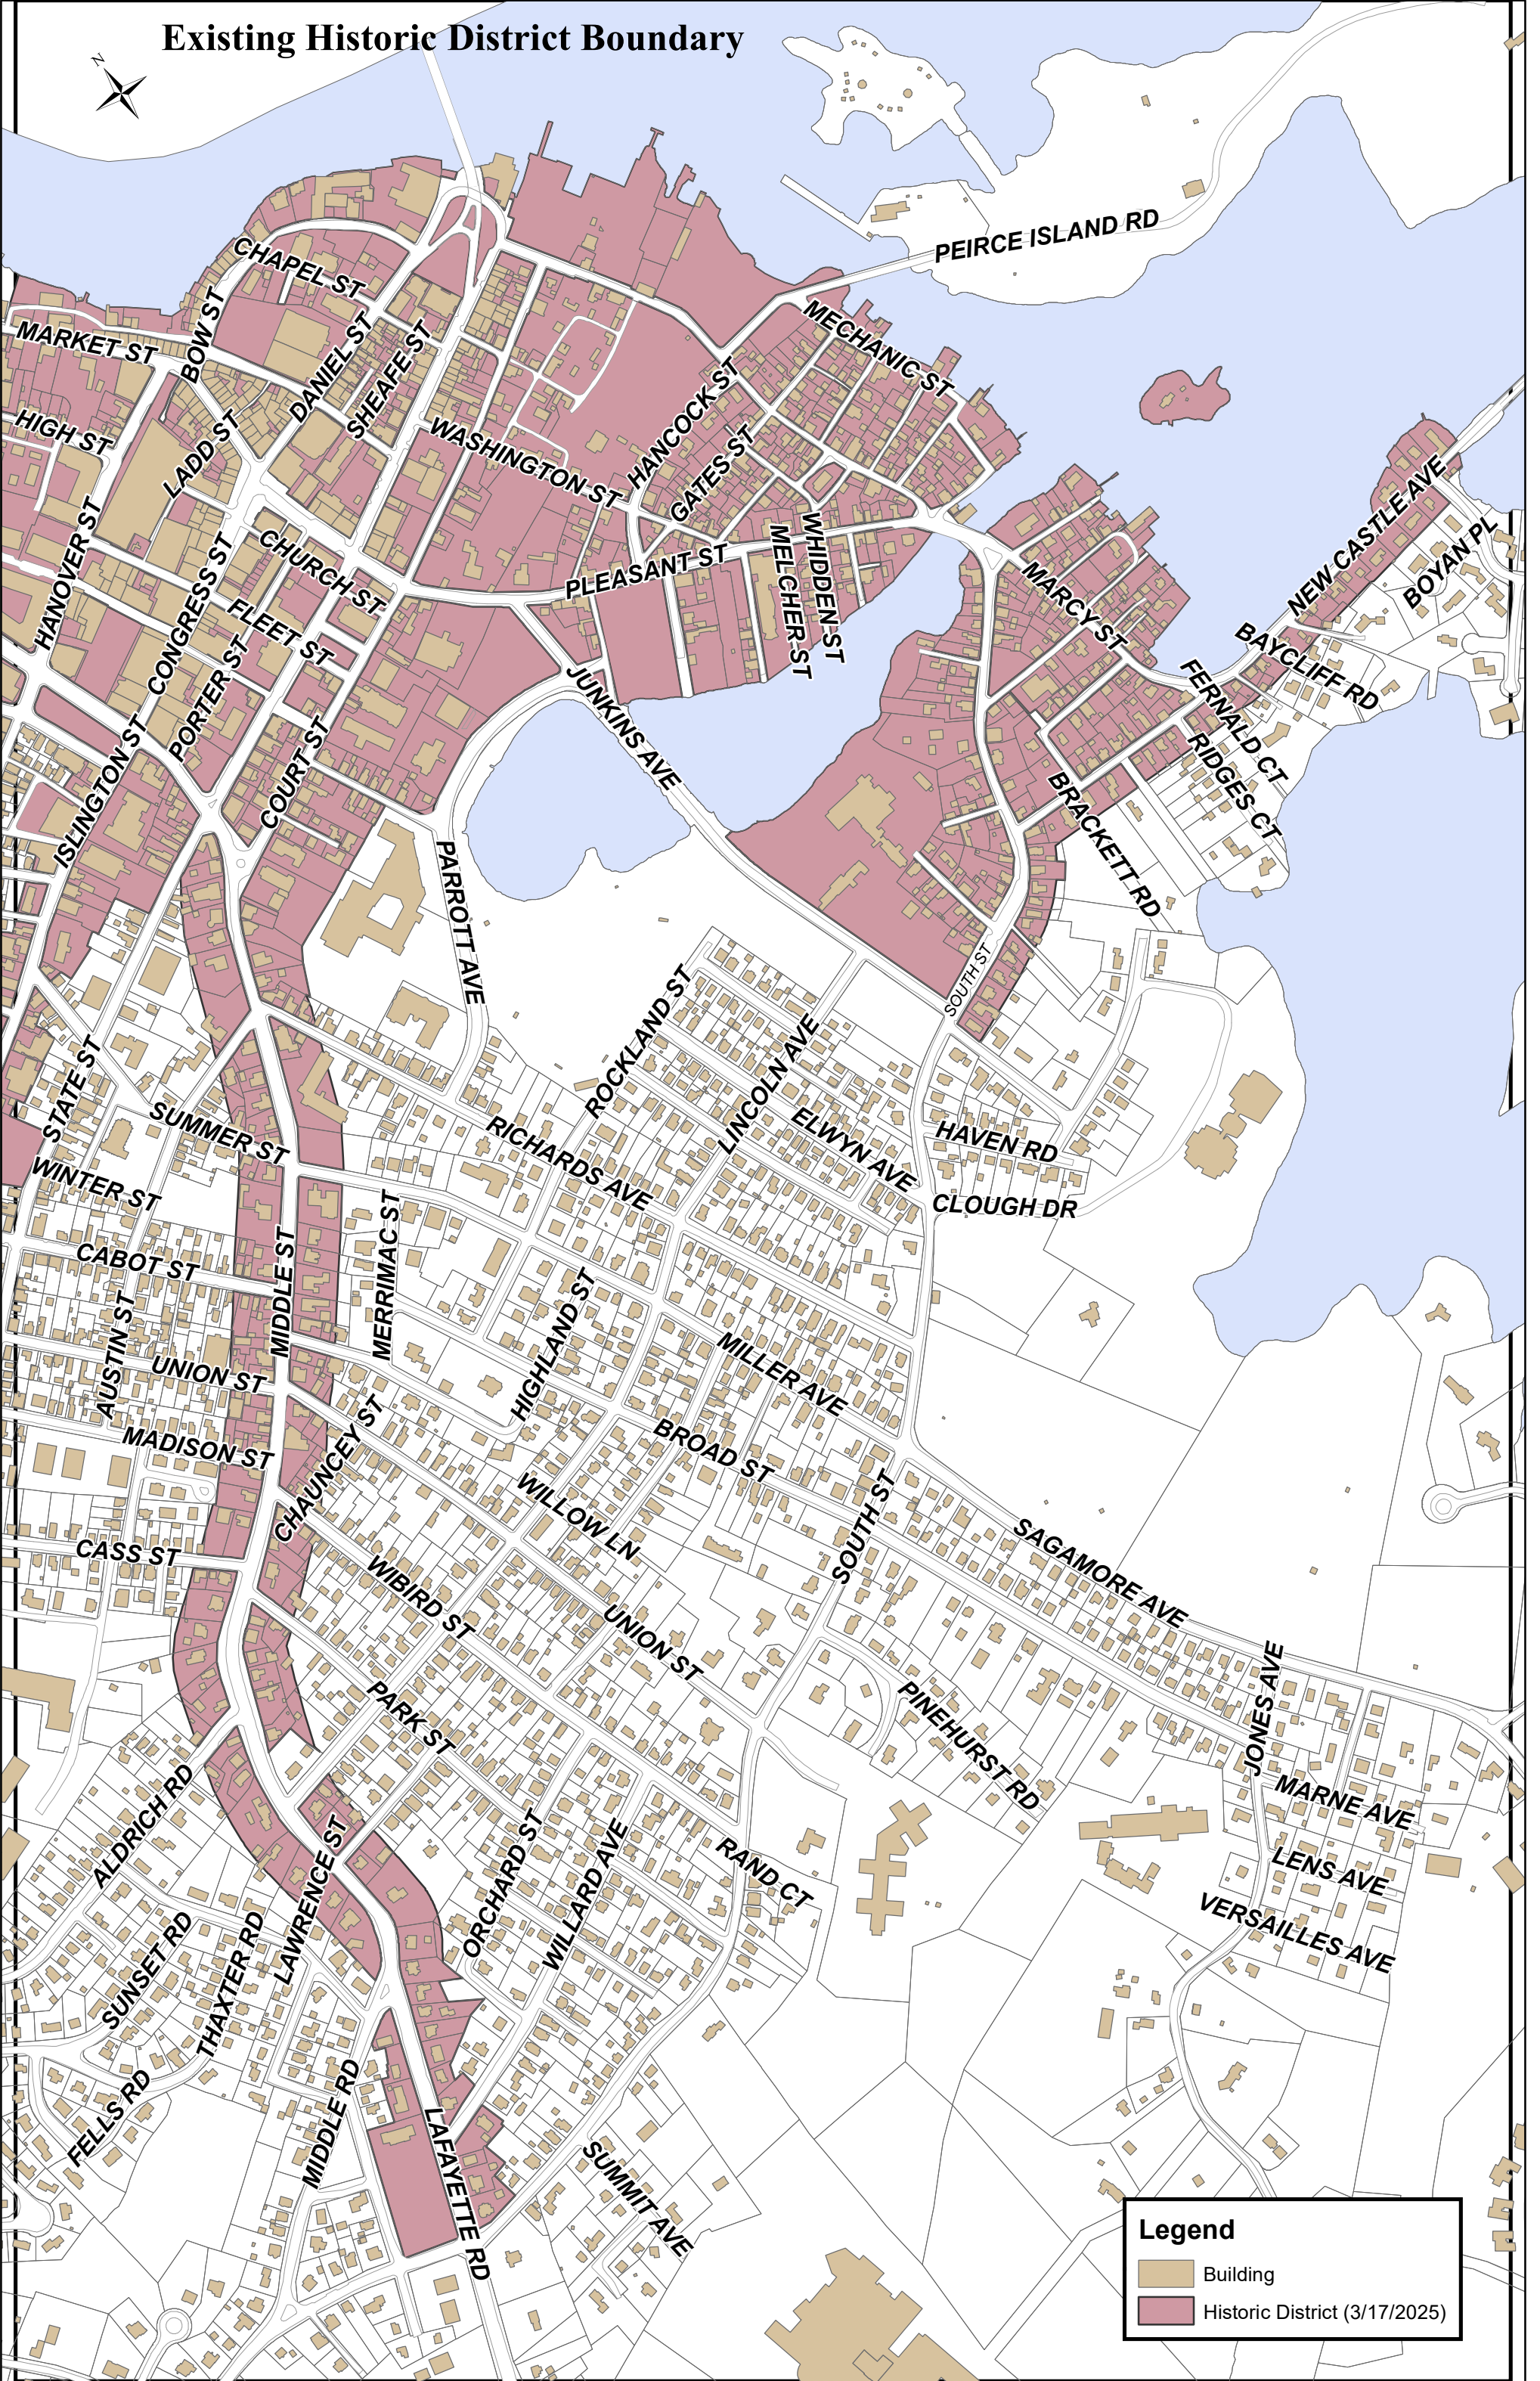 Existing Historic District Boundary
N
PEIRCE ISLAND RD
CHAPEL ST
BOW ST
MARKET ST
DANIEL ST
SHEAFE ST
MECHANIC ST
HIGH ST
LADD ST
WASHINGTON ST
HANCOCK ST
GATES ST
HANOVER ST
CHURCH ST
CONGRESS ST
FLEET ST
PORTER ST
PLEASANT ST
MELCHER ST
WHIDDEN ST
MARCY ST
NEW CASTLE AVE
BOYAN PL
BAYCLIFF RD
FERNALD CT
RIDGES CT
JUNKINS AVE
ISLINGTON ST
COURT ST
BRACKETT RD
PARROTT AVE
SOUTH ST
STATE ST
ROCKLAND ST
LINCOLN AVE
SUMMER ST
RICHARDS AVE
ELWYN AVE
HAVEN RD
WINTER ST
CLOUGH DR
MERRIMAC ST
CABOT ST
MIDDLE ST
AUSTIN ST
HIGHLAND ST
UNION ST
MILLER AVE
MADISON ST
CHAUNCEY ST
BROAD ST
WILLOW LN
SOUTH ST
CASS ST
WIBIRD ST
SAGAMORE AVE
UNION ST
PARK ST
PINEHURST RD
JONES AVE
ALDRICH RD
MARNE AVE
LAWRENCE ST
ORCHARD ST
WILLARD AVE
RAND CT
LENS AVE
VERSAILLES AVE
SUNSET RD
THAXTER RD
FELLS RD
MIDDLE RD
LAFAYETTE RD
SUMMIT AVE
Legend
Building
Historic District (3/17/2025)